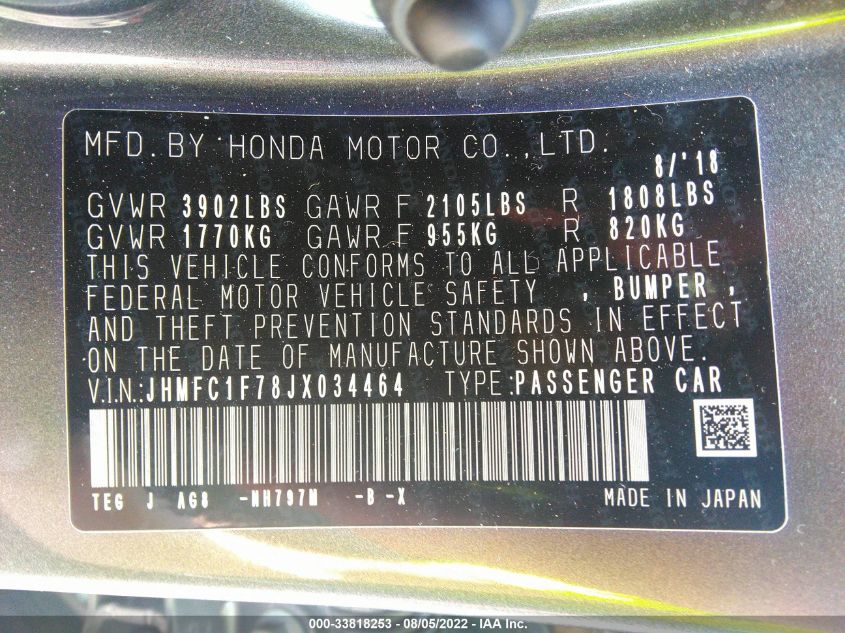 MFD. BY HONDA MOTOR CO.,LTD.
8/'18
GVWR 3902LBS GAWR F 2105LBS R 1808LBS
GVWR 1770KG GAWR F 955KG R 820KG
THIS VEHICLE CONFORMS TO ALL APPLICABLE
FEDERAL MOTOR VEHICLE SAFETY , BUMPER ,
AND THEFT PREVENTION STANDARDS IN EFFECT
ON THE DATE OF MANUFACTURE SHOWN ABOVE.
V.I.N.:JHMFC1F78JX034464 TYPE:PASSENGER CAR
TEG J AG8 -NH797M -B -X MADE IN JAPAN
000-33818253 - 08/05/2022 - IAA Inc.